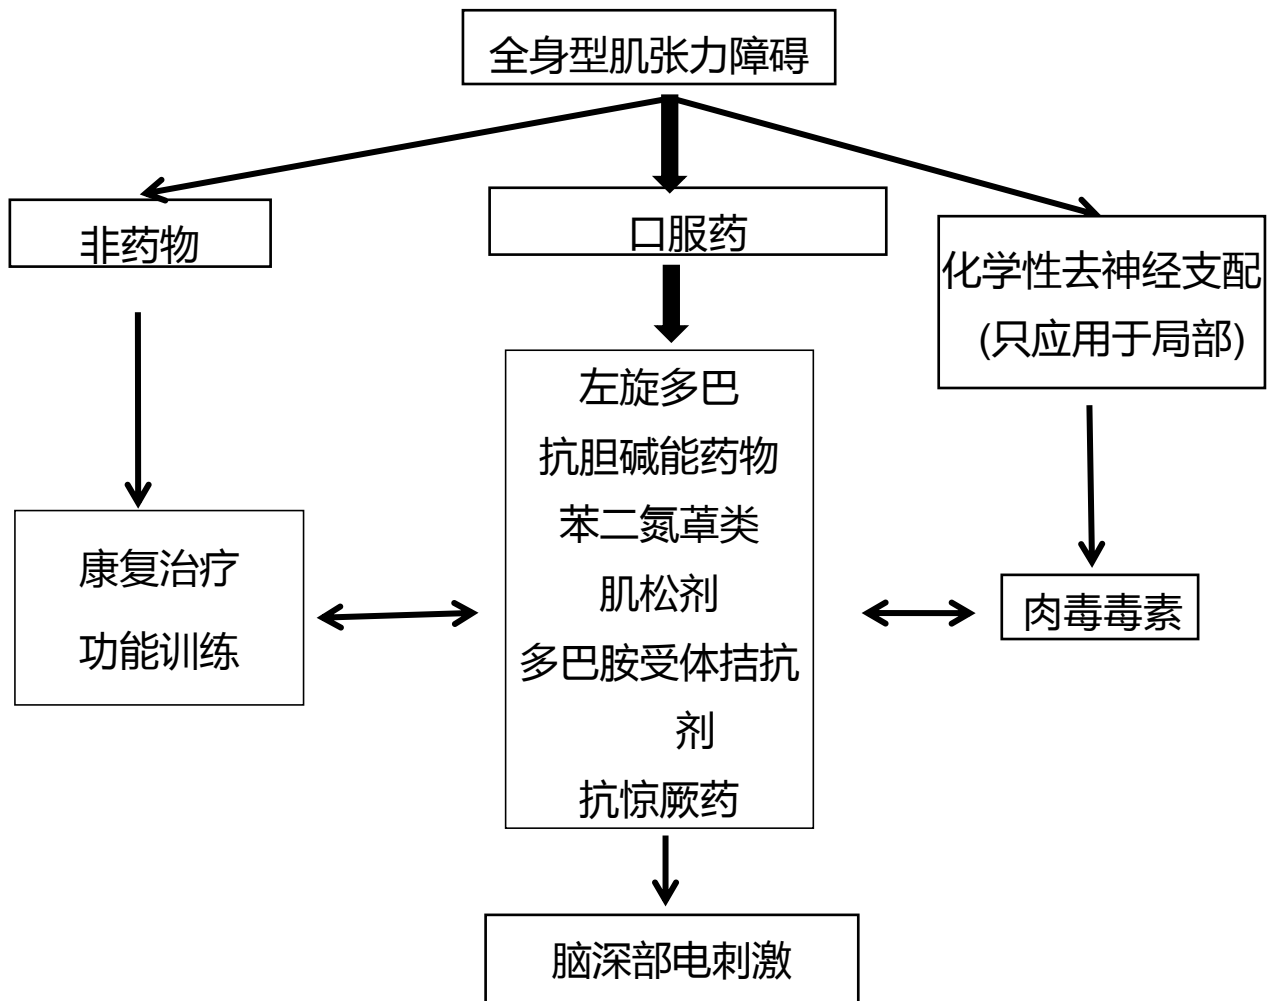 全身型肌张力障碍
非药物
口服药
化学性去神经支配
(只应用于局部)
左旋多巴
抗胆碱能药物
苯二氮䓬类
肌松剂
多巴胺受体拮抗
剂
抗惊厥药
康复治疗
功能训练
肉毒毒素
脑深部电刺激